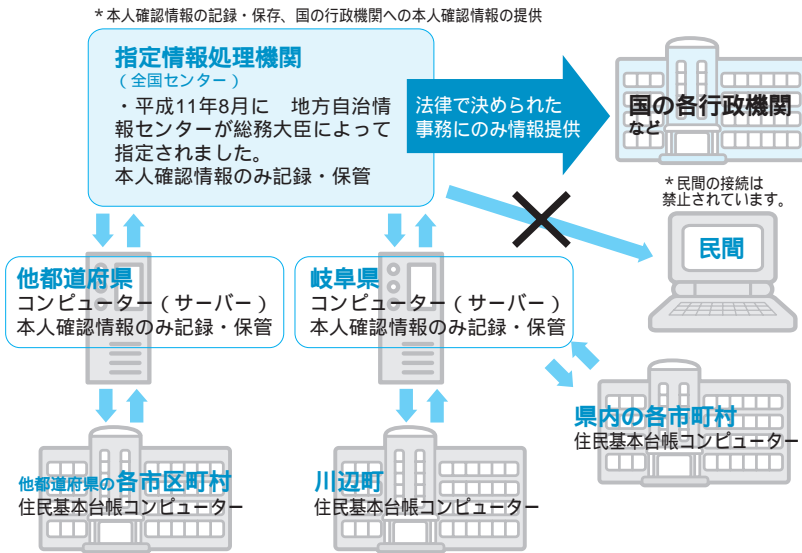 ＊本人確認情報の記録・保存、国の行政機関への本人確認情報の提供
指定情報処理機関
（全国センター）
・平成11年8月に　地方自治情
報センターが総務大臣によって
指定されました。
本人確認情報のみ記録・保管
法律で決められた
事務にのみ情報提供
国の各行政機関
など
＊民間の接続は
禁止されています。
民間
他都道府県
コンピューター（サーバー）
本人確認情報のみ記録・保管
岐阜県
コンピューター（サーバー）
本人確認情報のみ記録・保管
県内の各市町村
住民基本台帳コンピューター
他都道府県の各市区町村
住民基本台帳コンピューター
川辺町
住民基本台帳コンピューター